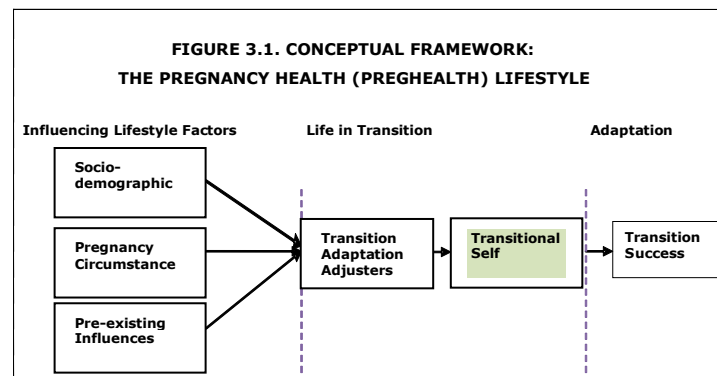 FIGURE 3.1. CONCEPTUAL FRAMEWORK:
THE PREGNANCY HEALTH (PREGHEALTH) LIFESTYLE
Influencing Lifestyle Factors
Life in Transition
Adaptation
Socio-
demographic
Pregnancy
Circumstance
Pre-existing
Influences
Transition
Adaptation
Adjusters
Transitional
Self
Transition
Success